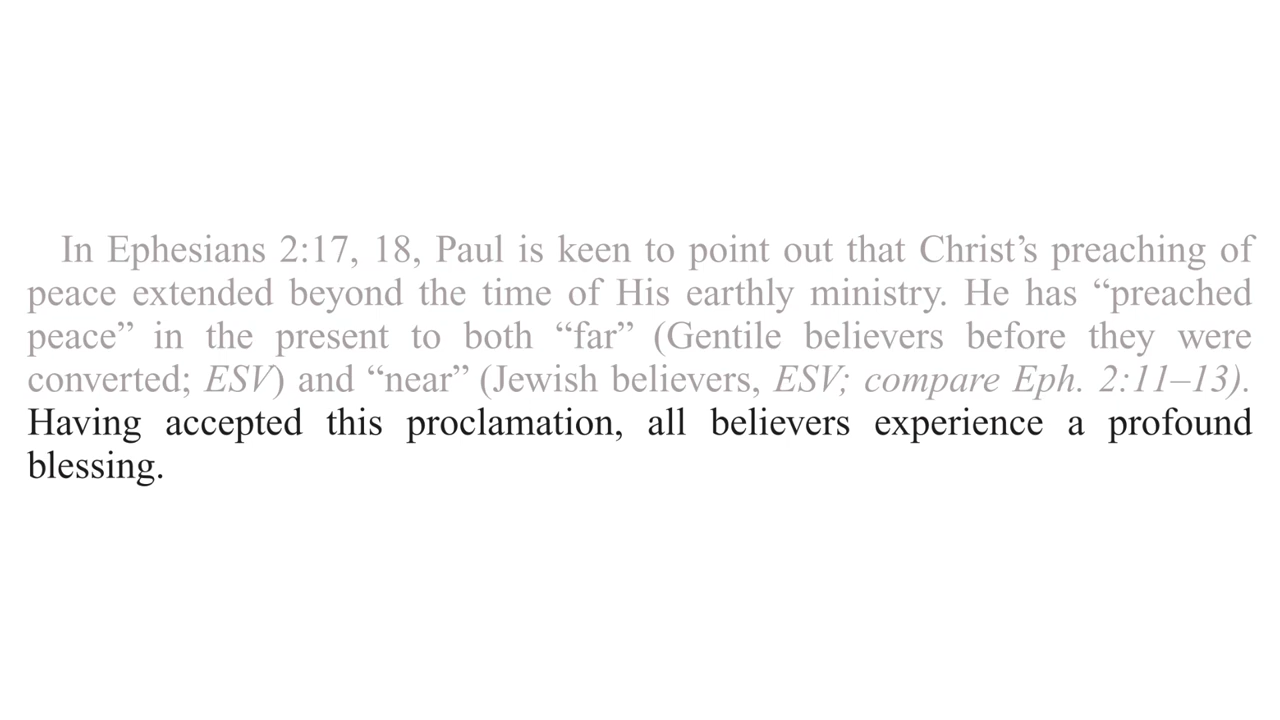 In Ephesians 2:17, 18, Paul is keen to point out that Christ’s preaching of
peace extended beyond the time of His earthly ministry. He has “preached
peace” in the present to both “far” (Gentile believers before they were
converted; ESV) and “near” (Jewish believers, ESV; compare Eph. 2:11–13).
Having accepted this proclamation, all believers experience a profound
blessing.